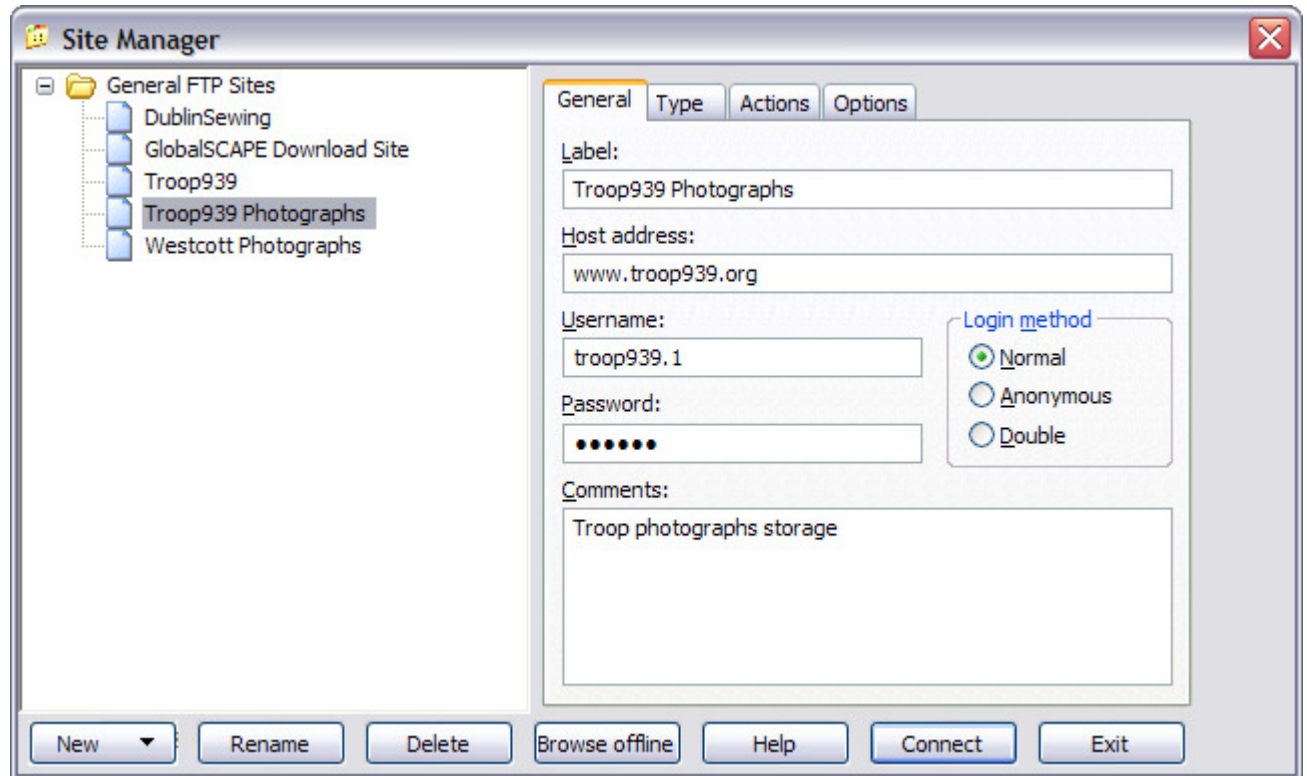 Site Manager
General FTP Sites
DublinSewing
GlobalSCAPE Download Site
Troop939
Troop939 Photographs
Westcott Photographs
General Type Actions Options
Label:
Troop939 Photographs
Host address:
www.troop939.org
Username:
troop939.1
Login method
Normal
Anonymous
Double
Password:
••••••
Comments:
Troop photographs storage
New Rename Delete Browse offline Help Connect Exit